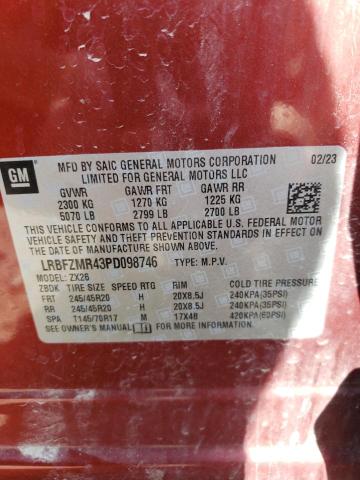 GM
MFD BY SAIC GENERAL MOTORS CORPORATION 02/23
LIMITED FOR GENERAL MOTORS LLC
GVWR GAWR FRT GAWR RR
2300 KG 1270 KG 1225 KG
5070 LB 2799 LB 2700 LB
THIS VEHICLE CONFORMS TO ALL APPLICABLE U.S. FEDERAL MOTOR
VEHICLE SAFETY, BUMPER, AND THEFT PREVENTION STANDARDS IN
EFFECT ON THE DATE OF MANUFACTURE SHOWN ABOVE.
LRBFZMR43PD098746 TYPE: M.P.V.
MODEL: ZX26
ZBDK TIRE SIZE SPEED RTG RIM COLD TIRE PRESSURE
FRT 245/45R20 H 20X8.5J 240KPA(35PSI)
RR 245/45R20 H 20X8.5J 240KPA(35PSI)
SPA T145/70R17 M 17X4B 420KPA(60PSI)
SEE OWNER'S MANUAL FOR ADDITIONAL INFORMATION